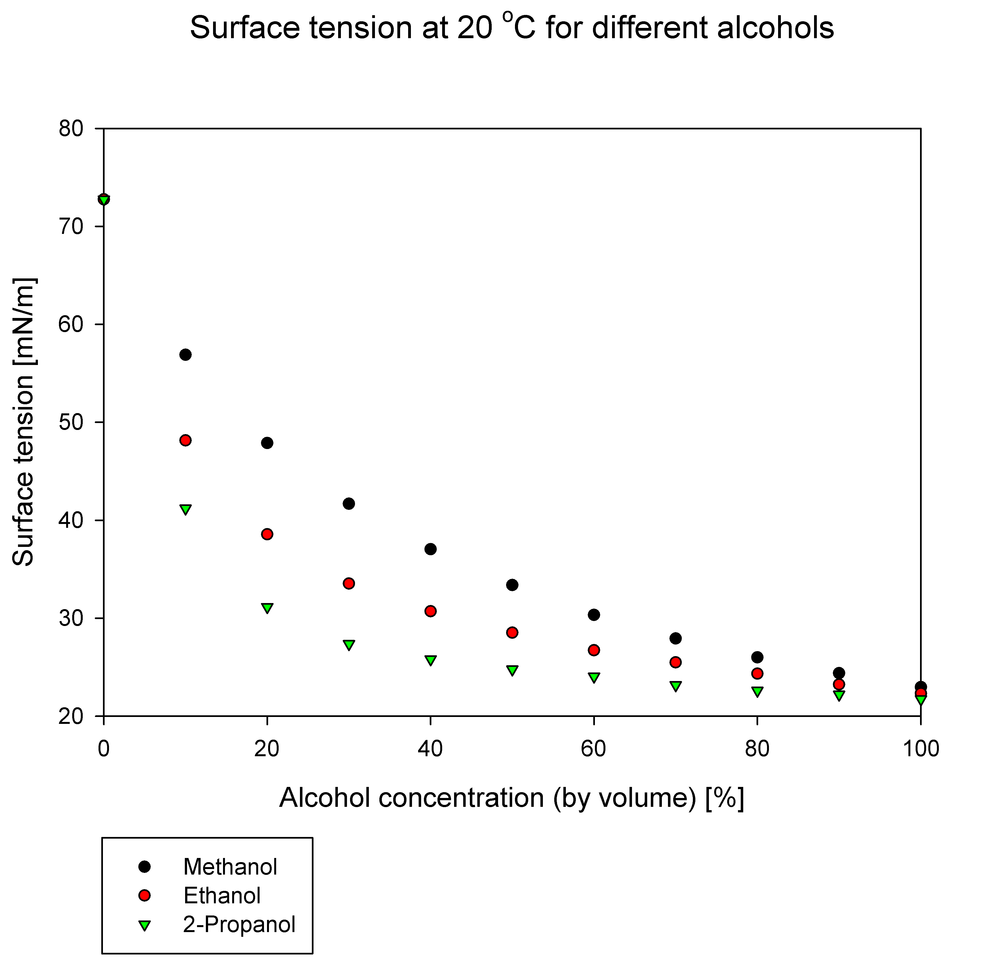 Surface tension at 20 °C for different alcohols
80
70
60
50
40
30
20
Surface tension [mN/m]
0 20 40 60 80 100
Alcohol concentration (by volume) [%]
Methanol
Ethanol
2-Propanol